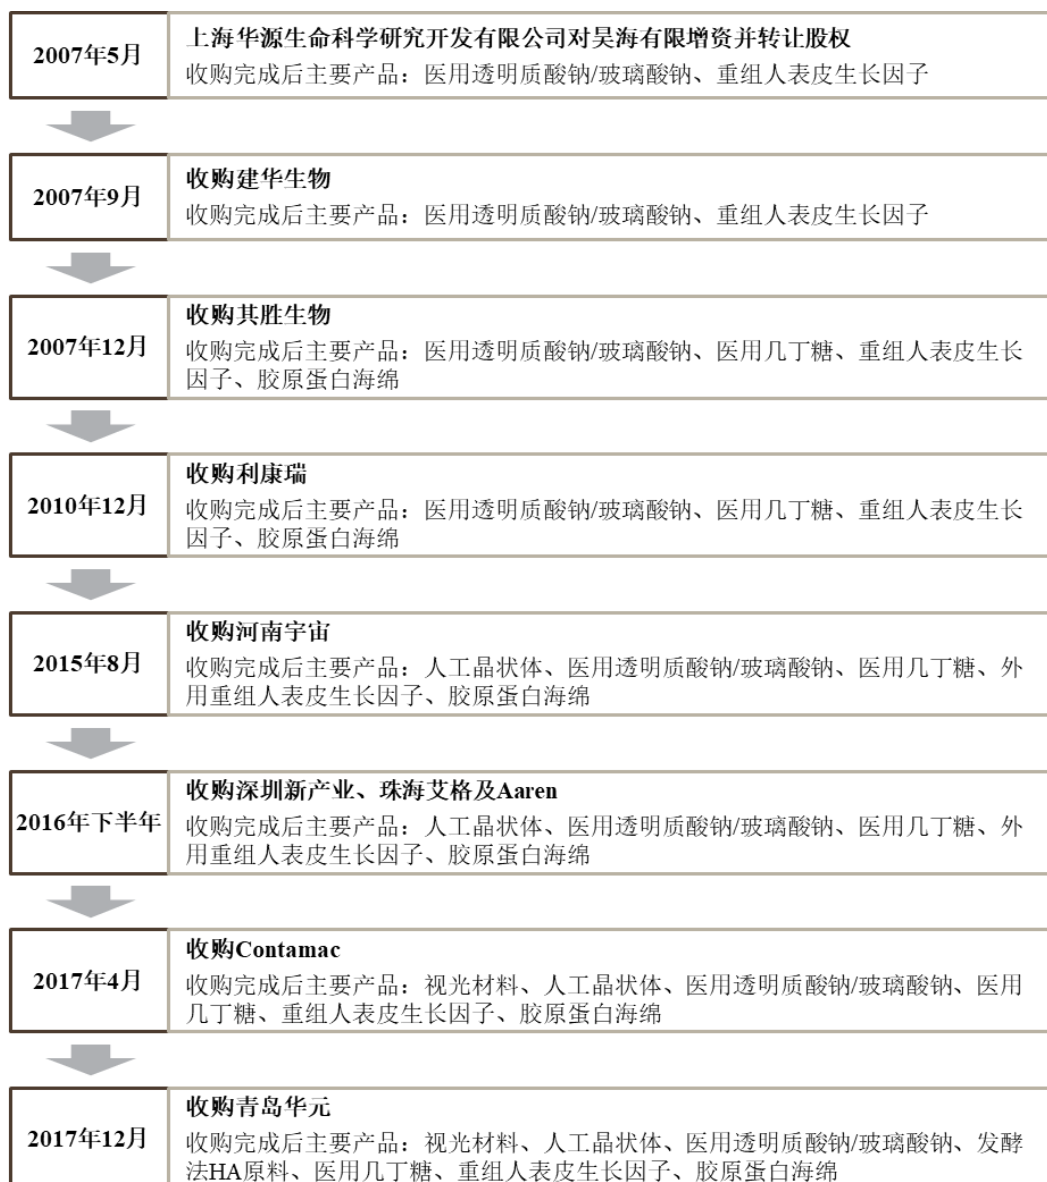 2007年5月
上海华源生命科学研究开发有限公司对昊海有限增资并转让股权
收购完成后主要产品：医用透明质酸钠/玻璃酸钠、重组人表皮生长因子
2007年9月
收购建华生物
收购完成后主要产品：医用透明质酸钠/玻璃酸钠、重组人表皮生长因子
2007年12月
收购其胜生物
收购完成后主要产品：医用透明质酸钠/玻璃酸钠、医用几丁糖、重组人表皮生长
因子、胶原蛋白海绵
2010年12月
收购利康瑞
收购完成后主要产品：医用透明质酸钠/玻璃酸钠、医用几丁糖、重组人表皮生长
因子、胶原蛋白海绵
2015年8月
收购河南宇宙
收购完成后主要产品：人工晶状体、医用透明质酸钠/玻璃酸钠、医用几丁糖、外
用重组人表皮生长因子、胶原蛋白海绵
2016年下半年
收购深圳新产业、珠海艾格及Aaren
收购完成后主要产品：人工晶状体、医用透明质酸钠/玻璃酸钠、医用几丁糖、外
用重组人表皮生长因子、胶原蛋白海绵
2017年4月
收购Contamac
收购完成后主要产品：视光材料、人工晶状体、医用透明质酸钠/玻璃酸钠、医用
几丁糖、重组人表皮生长因子、胶原蛋白海绵
2017年12月
收购青岛华元
收购完成后主要产品：视光材料、人工晶状体、医用透明质酸钠/玻璃酸钠、发酵
法HA原料、医用几丁糖、重组人表皮生长因子、胶原蛋白海绵